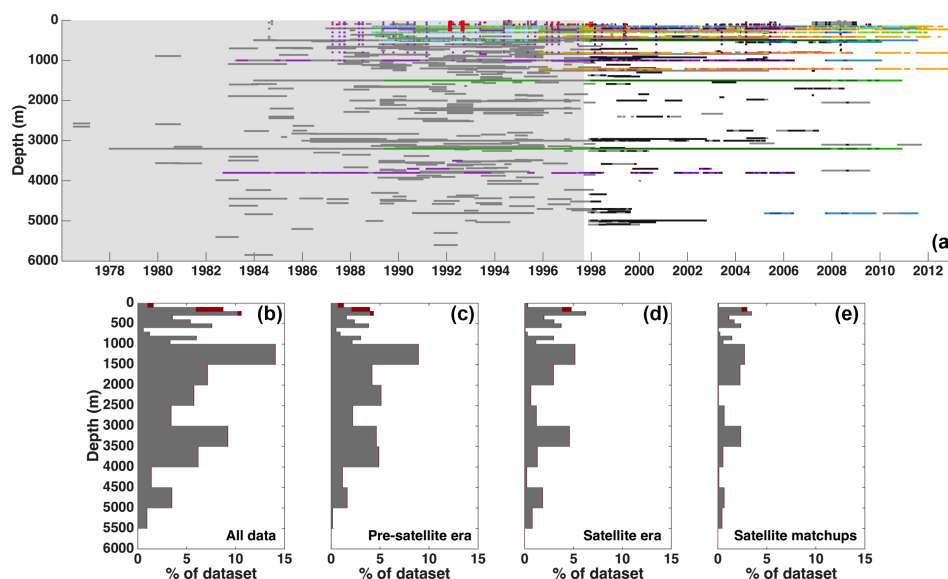 0
1000
2000
3000
4000
5000
6000
Depth (m)
(a
1978 1980 1982 1984 1986 1988 1990 1992 1994 1996 1998 2000 2002 2004 2006 2008 2010 2012
0
500
1000
1500
2000
2500
3000
3500
4000
4500
5000
5500
6000
Depth (m)
(b)
All data
0 5 10 15
% of dataset
(c)
Pre-satellite era
0 5 10 15
% of dataset
(d)
Satellite era
0 5 10 15
% of dataset
(e)
Satellite matchups
0 5 10 15
% of dataset